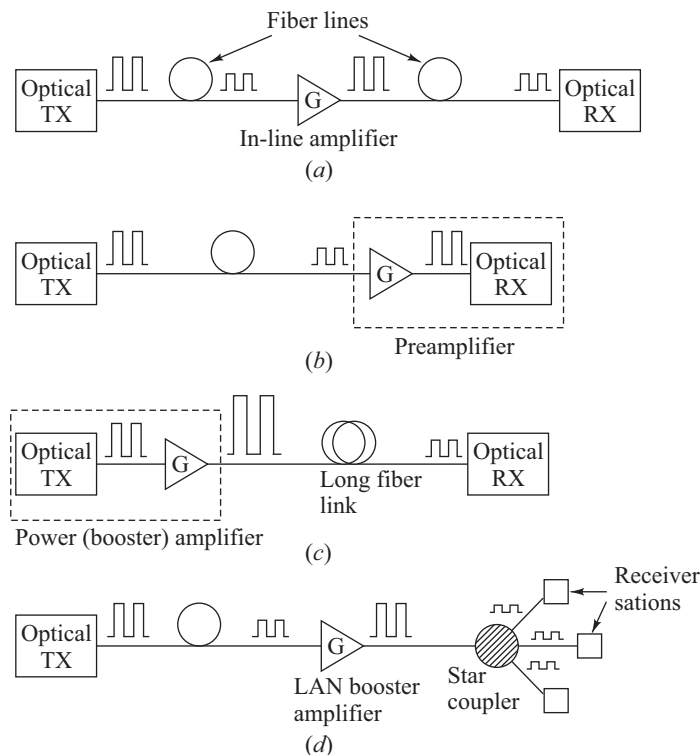 Fiber lines
Optical
TX
G
Optical
RX
In-line amplifier
(a)
Optical
TX
G
Optical
RX
Preamplifier
(b)
Optical
TX
G
Long fiber
link
Optical
RX
Power (booster) amplifier
(c)
Receiver
sations
Optical
TX
G
LAN booster
amplifier
Star
coupler
(d)